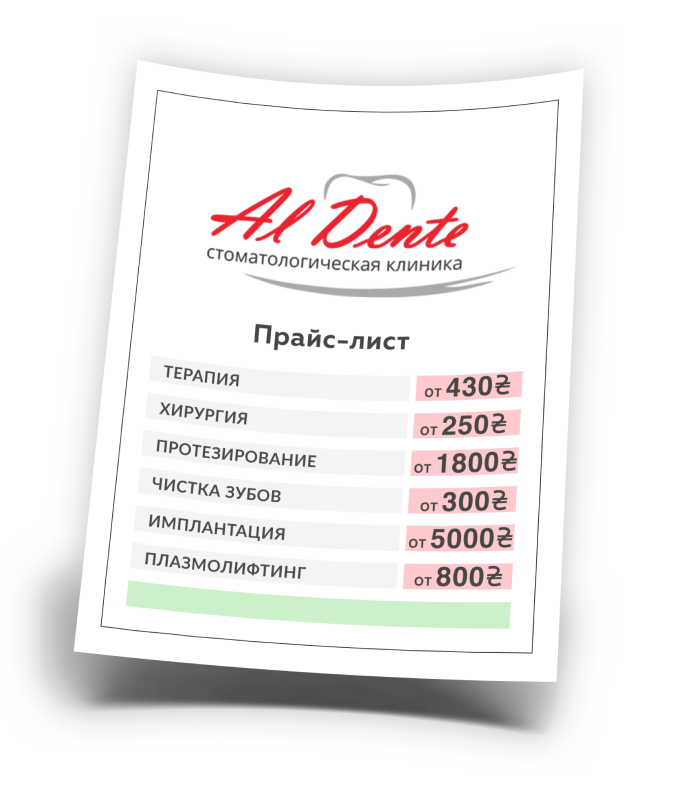 Al Dente
стоматологическая клиника
Прайс-лист
ТЕРАПИЯ от 430₴
ХИРУРГИЯ от 250₴
ПРОТЕЗИРОВАНИЕ от 1800₴
ЧИСТКА ЗУБОВ от 300₴
ИМПЛАНТАЦИЯ от 5000₴
ПЛАЗМОЛИФТИНГ от 800₴